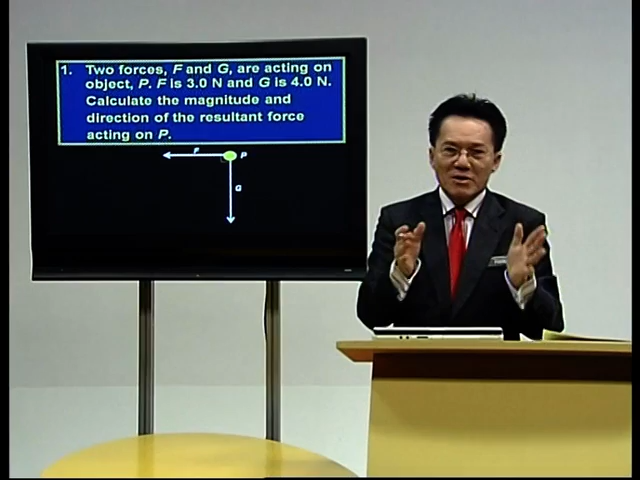 1. Two forces, F and G, are acting on
object, P. F is 3.0 N and G is 4.0 N.
Calculate the magnitude and
direction of the resultant force
acting on P.
F
P
G